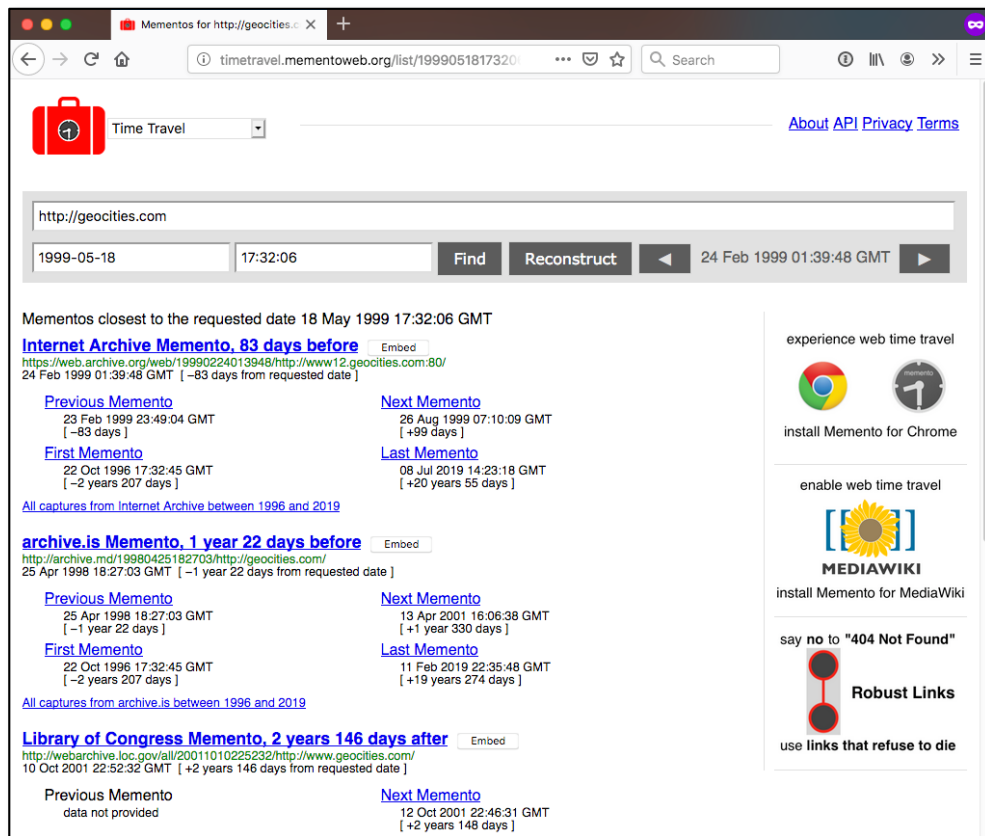 Mementos for http://geocities.c
timetravel.mementoweb.org/list/1999051817320
Search
Time Travel
About API Privacy Terms
http://geocities.com
1999-05-18 17:32:06 Find Reconstruct 24 Feb 1999 01:39:48 GMT
Mementos closest to the requested date 18 May 1999 17:32:06 GMT
Internet Archive Memento, 83 days before Embed
https://web.archive.org/web/19990224013948/http://www12.geocities.com:80/
24 Feb 1999 01:39:48 GMT [ −83 days from requested date ]
Previous Memento Next Memento
23 Feb 1999 23:49:04 GMT 26 Aug 1999 07:10:09 GMT
[ −83 days ] [ +99 days ]
First Memento Last Memento
22 Oct 1996 17:32:45 GMT 08 Jul 2019 14:23:18 GMT
[ −2 years 207 days ] [ +20 years 55 days ]
All captures from Internet Archive between 1996 and 2019
archive.is Memento, 1 year 22 days before Embed
http://archive.md/19980425182703/http://geocities.com/
25 Apr 1998 18:27:03 GMT [ −1 year 22 days from requested date ]
Previous Memento Next Memento
25 Apr 1998 18:27:03 GMT 13 Apr 2001 16:06:38 GMT
[ −1 year 22 days ] [ +1 year 330 days ]
First Memento Last Memento
22 Oct 1996 17:32:45 GMT 11 Feb 2019 22:35:48 GMT
[ −2 years 207 days ] [ +19 years 274 days ]
All captures from archive.is between 1996 and 2019
Library of Congress Memento, 2 years 146 days after Embed
http://webarchive.loc.gov/all/20011010225232/http://www.geocities.com/
10 Oct 2001 22:52:32 GMT [ +2 years 146 days from requested date ]
Previous Memento Next Memento
data not provided 12 Oct 2001 22:46:31 GMT
[ +2 years 148 days ]
experience web time travel
memento
install Memento for Chrome
enable web time travel
MEDIAWIKI
install Memento for MediaWiki
say no to "404 Not Found"
Robust Links
use links that refuse to die